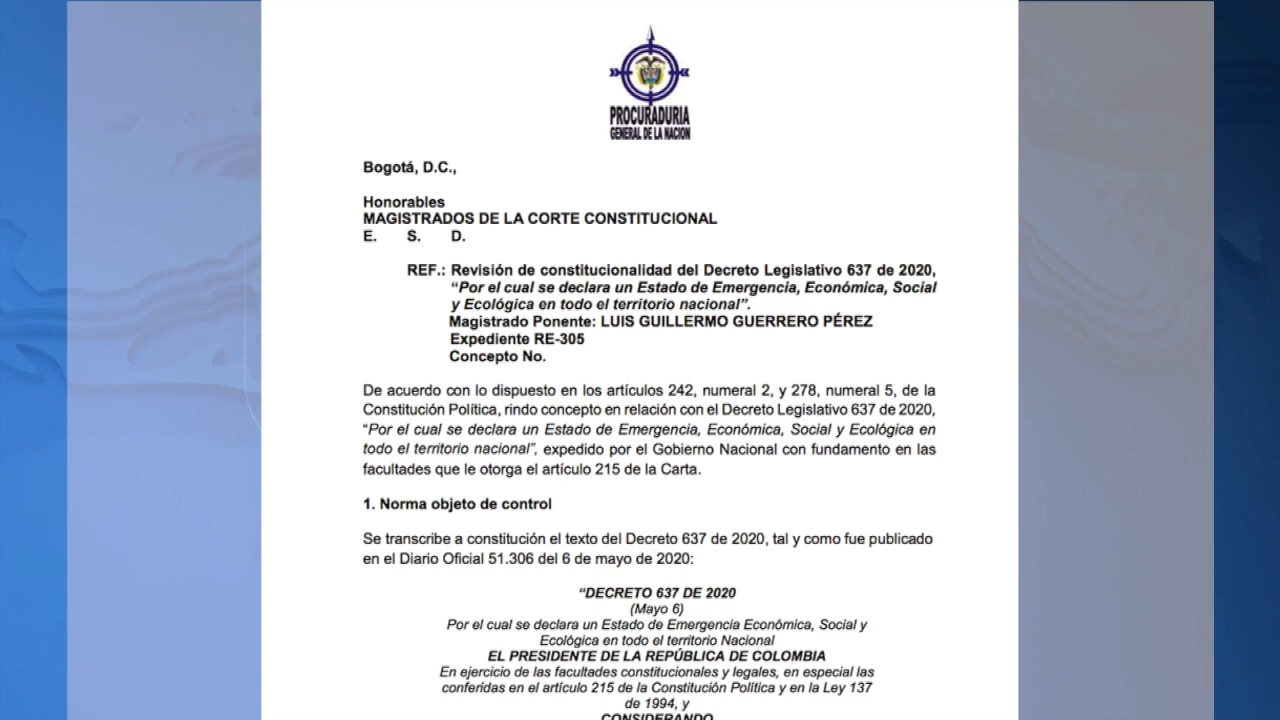 PROCURADURIA
GENERAL DE LA NACION
Bogotá, D.C.,
Honorables
MAGISTRADOS DE LA CORTE CONSTITUCIONAL
E. S. D.
REF.: Revisión de constitucionalidad del Decreto Legislativo 637 de 2020,
“Por el cual se declara un Estado de Emergencia, Económica, Social
y Ecológica en todo el territorio nacional”.
Magistrado Ponente: LUIS GUILLERMO GUERRERO PÉREZ
Expediente RE-305
Concepto No.
De acuerdo con lo dispuesto en los artículos 242, numeral 2, y 278, numeral 5, de la
Constitución Política, rindo concepto en relación con el Decreto Legislativo 637 de 2020,
“Por el cual se declara un Estado de Emergencia, Económica, Social y Ecológica en
todo el territorio nacional”, expedido por el Gobierno Nacional con fundamento en las
facultades que le otorga el artículo 215 de la Carta.
1. Norma objeto de control
Se transcribe a constitución el texto del Decreto 637 de 2020, tal y como fue publicado
en el Diario Oficial 51.306 del 6 de mayo de 2020:
“DECRETO 637 DE 2020
(Mayo 6)
Por el cual se declara un Estado de Emergencia Económica, Social y
Ecológica en todo el territorio Nacional
EL PRESIDENTE DE LA REPÚBLICA DE COLOMBIA
En ejercicio de las facultades constitucionales y legales, en especial las
conferidas en el artículo 215 de la Constitución Política y en la Ley 137
de 1994, y
CONSIDERANDO